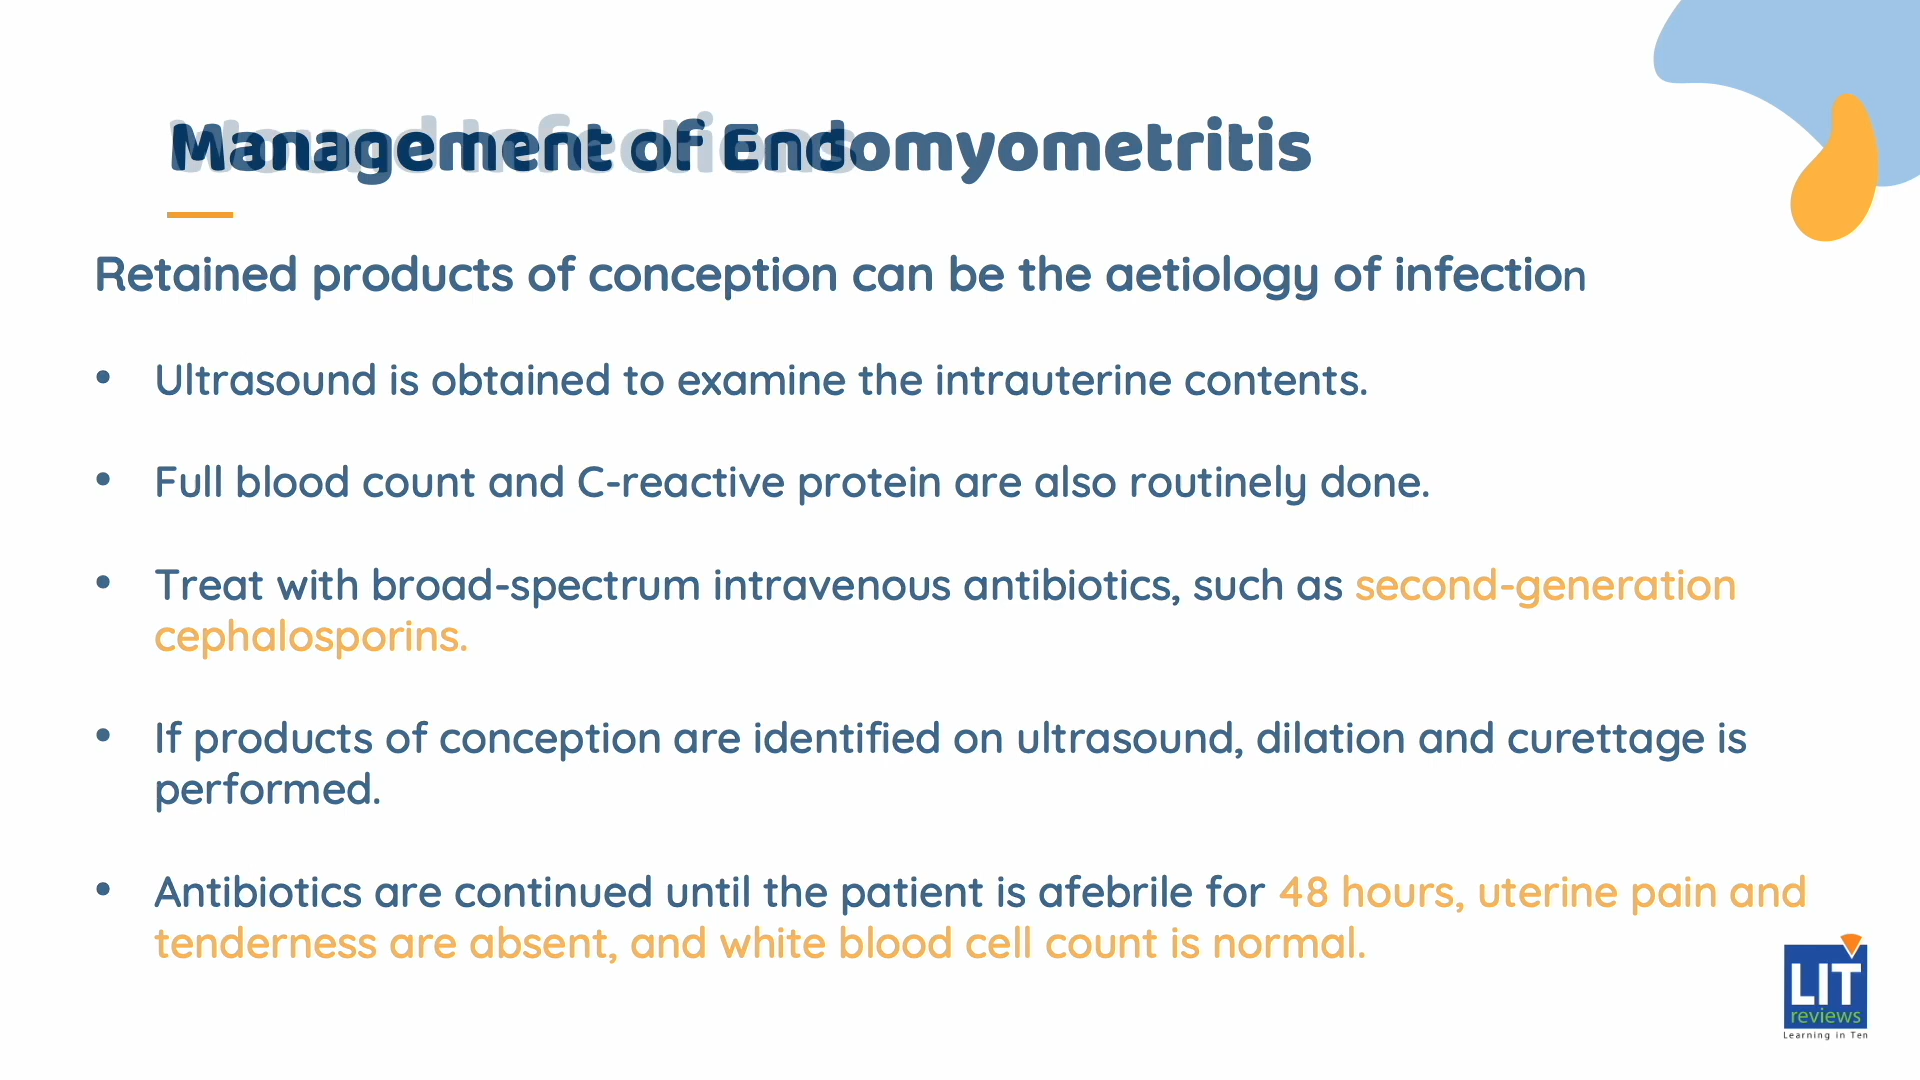 Management of Endomyometritis
Wound Infections
Retained products of conception can be the aetiology of infection
• Ultrasound is obtained to examine the intrauterine contents.
• Full blood count and C-reactive protein are also routinely done.
• Treat with broad-spectrum intravenous antibiotics, such as second-generation
cephalosporins.
• If products of conception are identified on ultrasound, dilation and curettage is
performed.
• Antibiotics are continued until the patient is afebrile for 48 hours, uterine pain and
tenderness are absent, and white blood cell count is normal.
LIT
reviews
Learning in Ten